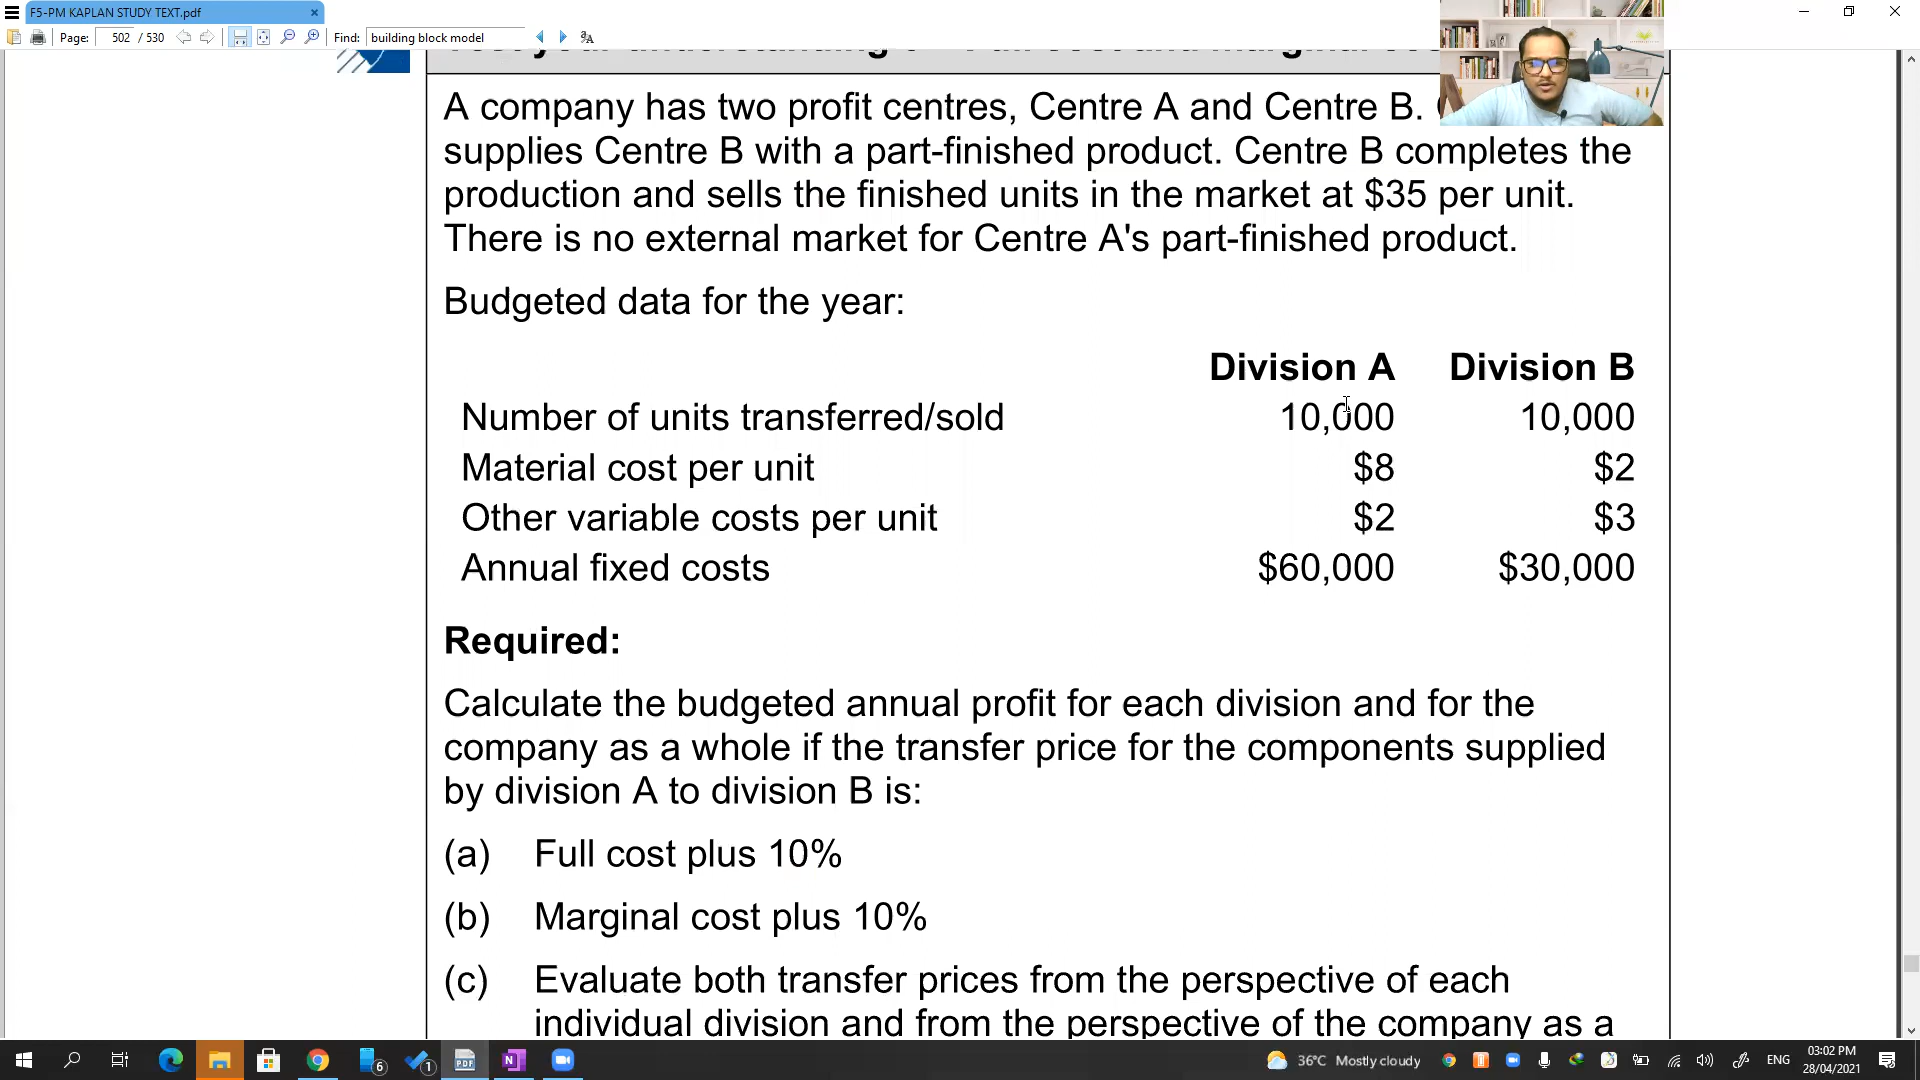 F5-PM KAPLAN STUDY TEXT.pdf
Page: 502 / 530 Find: building block model
A company has two profit centres, Centre A and Centre B.
supplies Centre B with a part-finished product. Centre B completes the
production and sells the finished units in the market at $35 per unit.
There is no external market for Centre A's part-finished product.
Budgeted data for the year:
Division A Division B
Number of units transferred/sold 10,000 10,000
Material cost per unit $8 $2
Other variable costs per unit $2 $3
Annual fixed costs $60,000 $30,000
Required:
Calculate the budgeted annual profit for each division and for the
company as a whole if the transfer price for the components supplied
by division A to division B is:
(a) Full cost plus 10%
(b) Marginal cost plus 10%
(c) Evaluate both transfer prices from the perspective of each
individual division and from the perspective of the company as a
36°C Mostly cloudy ENG 03:02 PM
28/04/2021